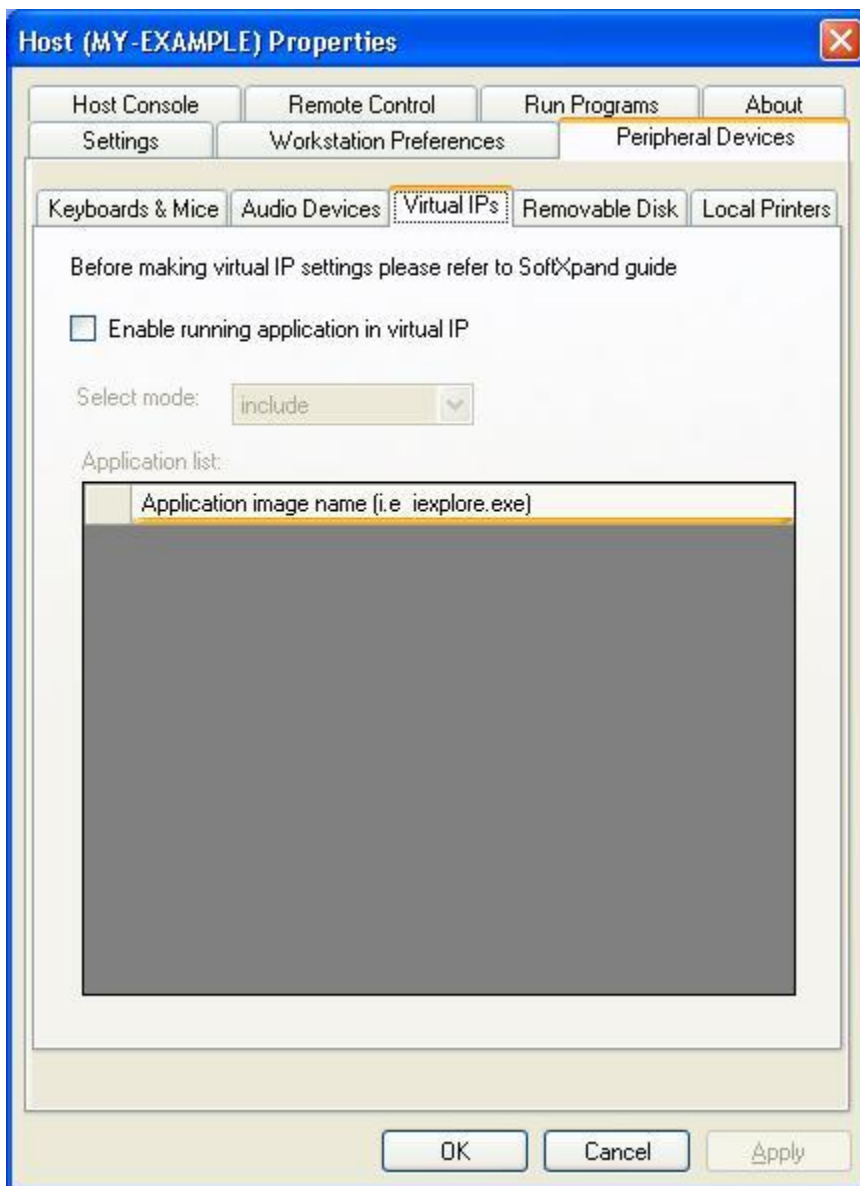 Host (MY-EXAMPLE) Properties
Host Console Remote Control Run Programs About
Settings Workstation Preferences Peripheral Devices
Keyboards & Mice Audio Devices Virtual IPs Removable Disk Local Printers
Before making virtual IP settings please refer to SoftXpand guide
Enable running application in virtual IP
Select mode: include
Application list:
Application image name (i.e iexplore.exe)
OK Cancel Apply